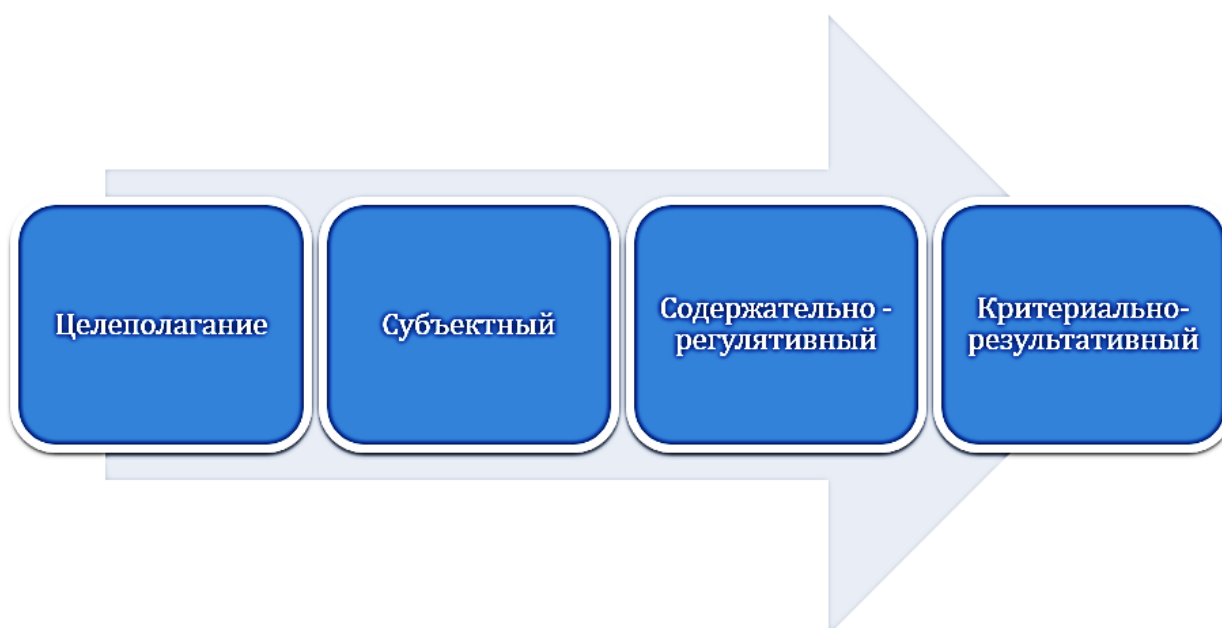 Целеполагание
Субъектный
Содержательно -
регулятивный
Критериально-
результативный